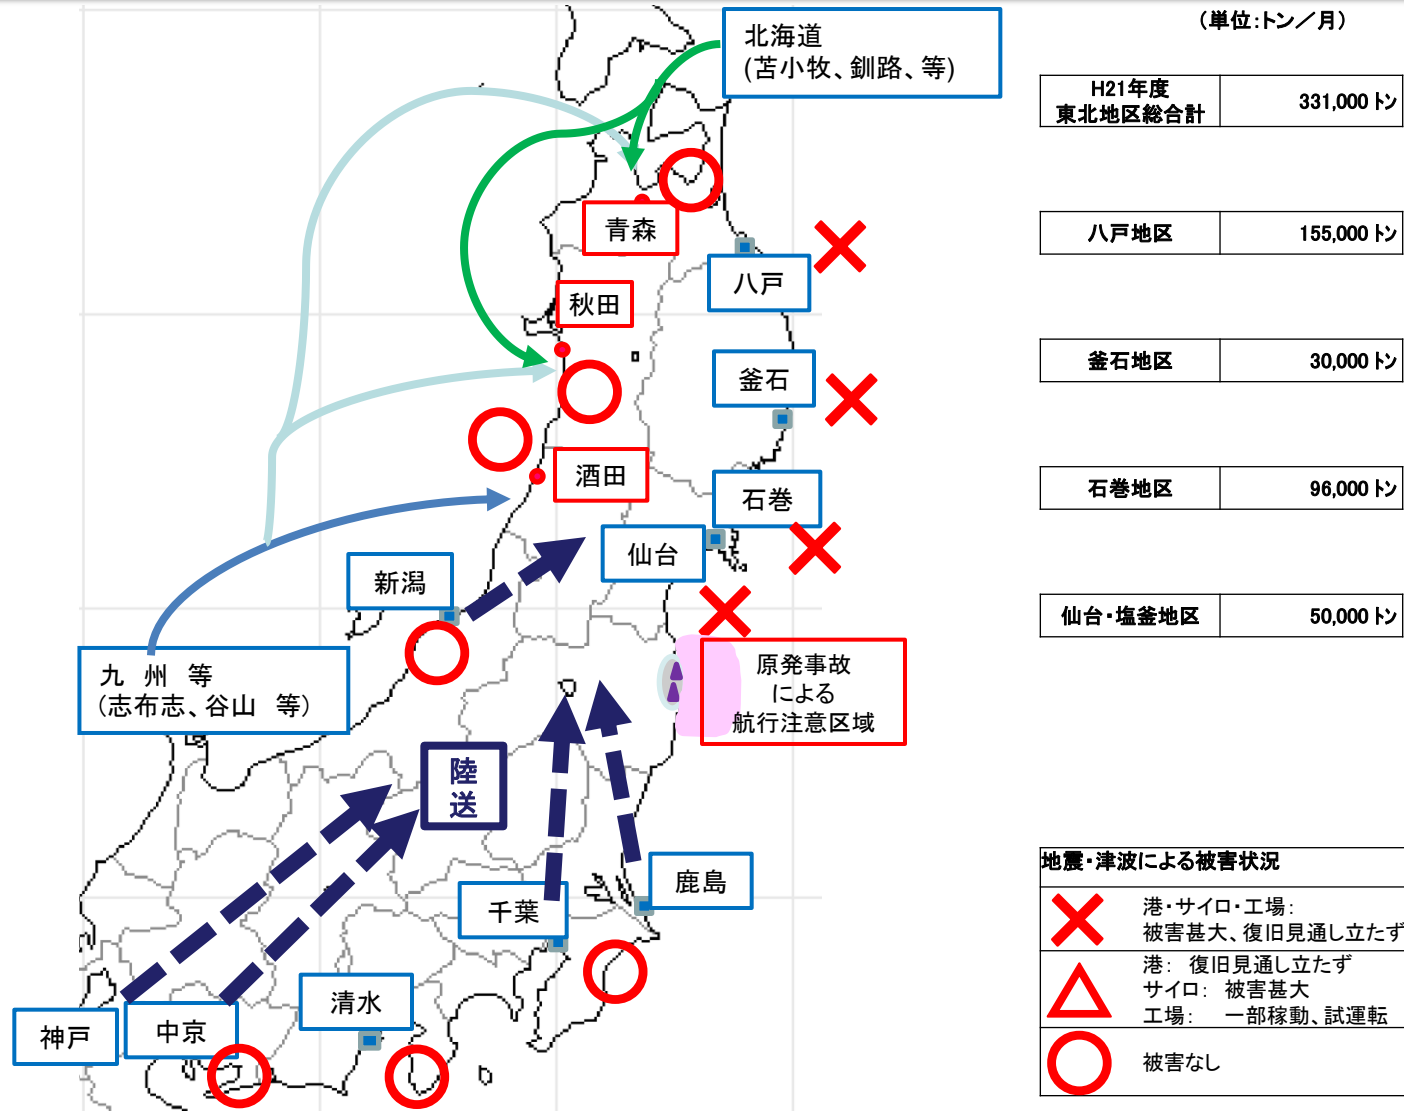 北海道
(苫小牧、釧路、等)
青森
八戸
秋田
釜石
酒田
石巻
仙台
新潟
九　州　等
(志布志、谷山　等)
原発事故
による
航行注意区域
陸
送
鹿島
千葉
清水
神戸
中京
（単位:トン／月）
H21年度
東北地区総合計
331,000 トン
八戸地区
155,000 トン
釜石地区
30,000 トン
石巻地区
96,000 トン
仙台・塩釜地区
50,000 トン
地震・津波による被害状況
港・サイロ・工場:
被害甚大、復旧見通し立たず
港:　復旧見通し立たず
サイロ:　被害甚大
工場:　一部稼動、試運転
被害なし